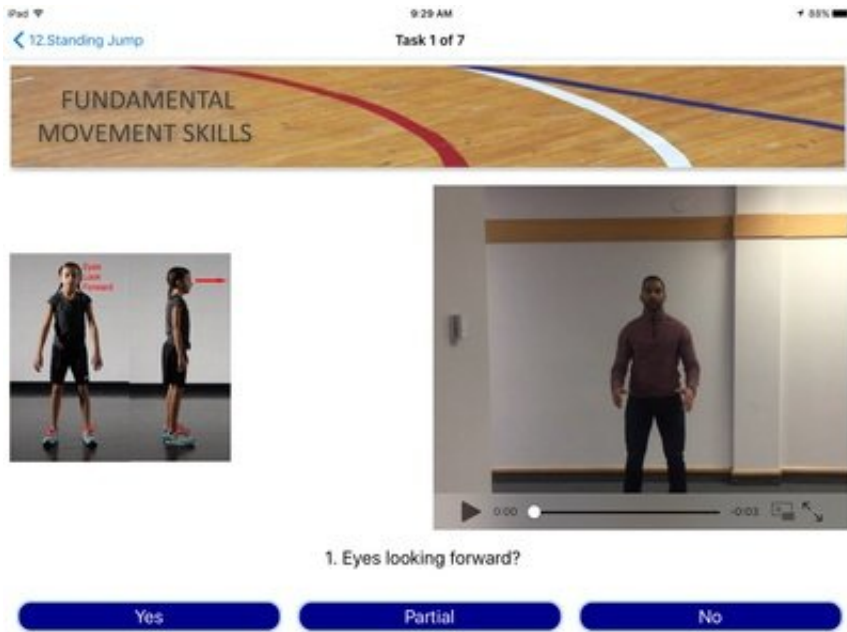 iPad
9:29 AM
88%
12.Standing Jump
Task 1 of 7
FUNDAMENTAL
MOVEMENT SKILLS
Eyes
Look
Forward
0:00
-0:03
1. Eyes looking forward?
Yes
Partial
No